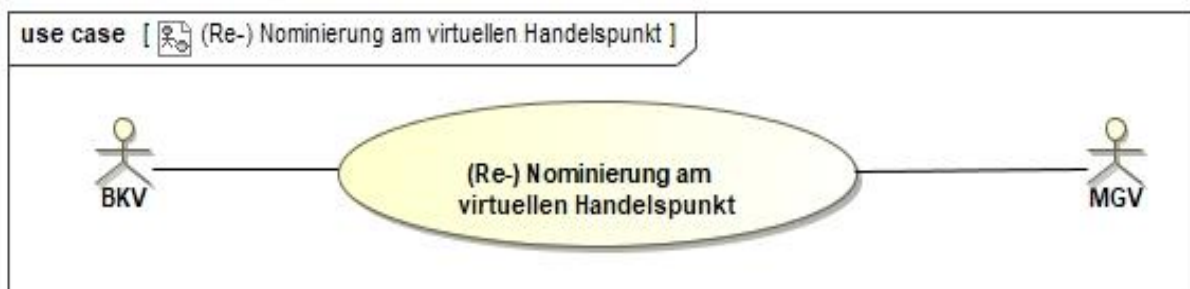 use case [ (Re-) Nominierung am virtuellen Handelspunkt ]
(Re-) Nominierung am
virtuellen Handelspunkt
BKV
MGV